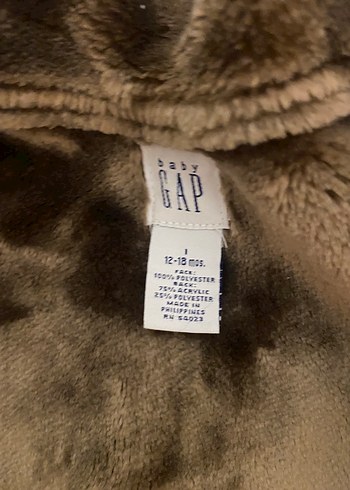 baby
GAP
I
12-18 mos.
FACE:
100% POLYESTER
BACK:
75% ACRYLIC
25% POLYESTER
MADE IN
PHILIPPINES
RN 54023